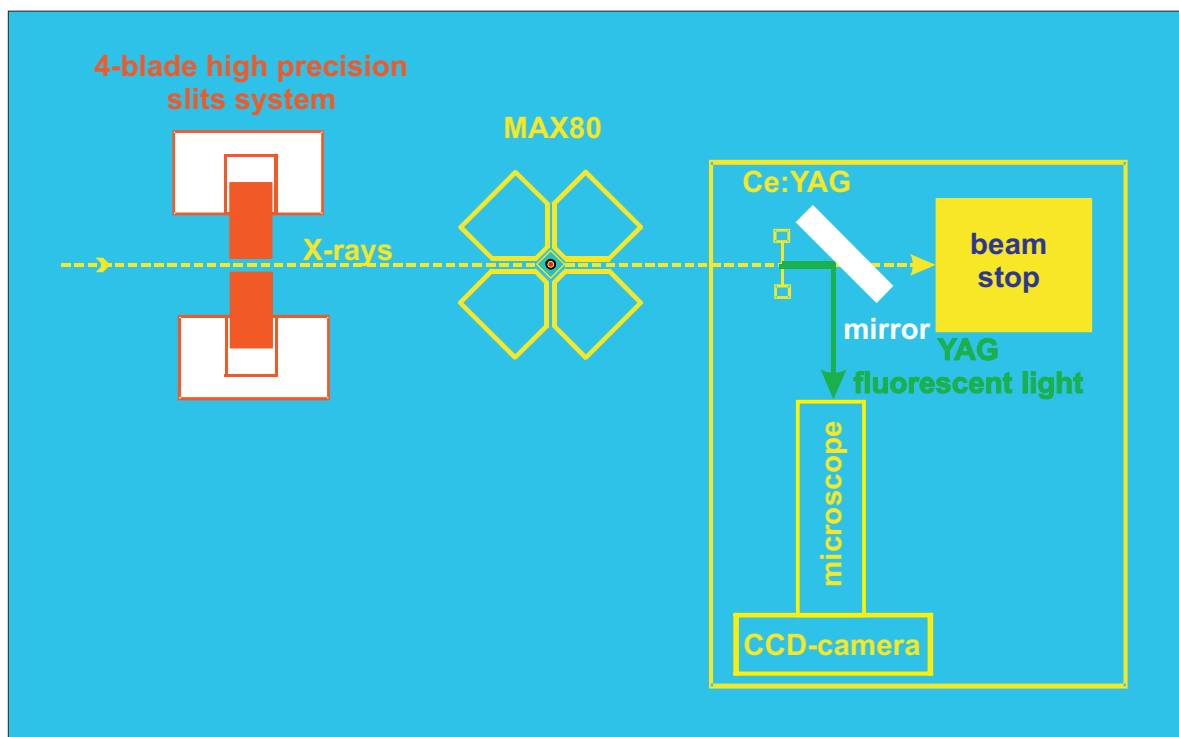 4-blade high precision
slits system
MAX80
X-rays
Ce:YAG
beam
stop
mirror
YAG
fluorescent light
microscope
CCD-camera